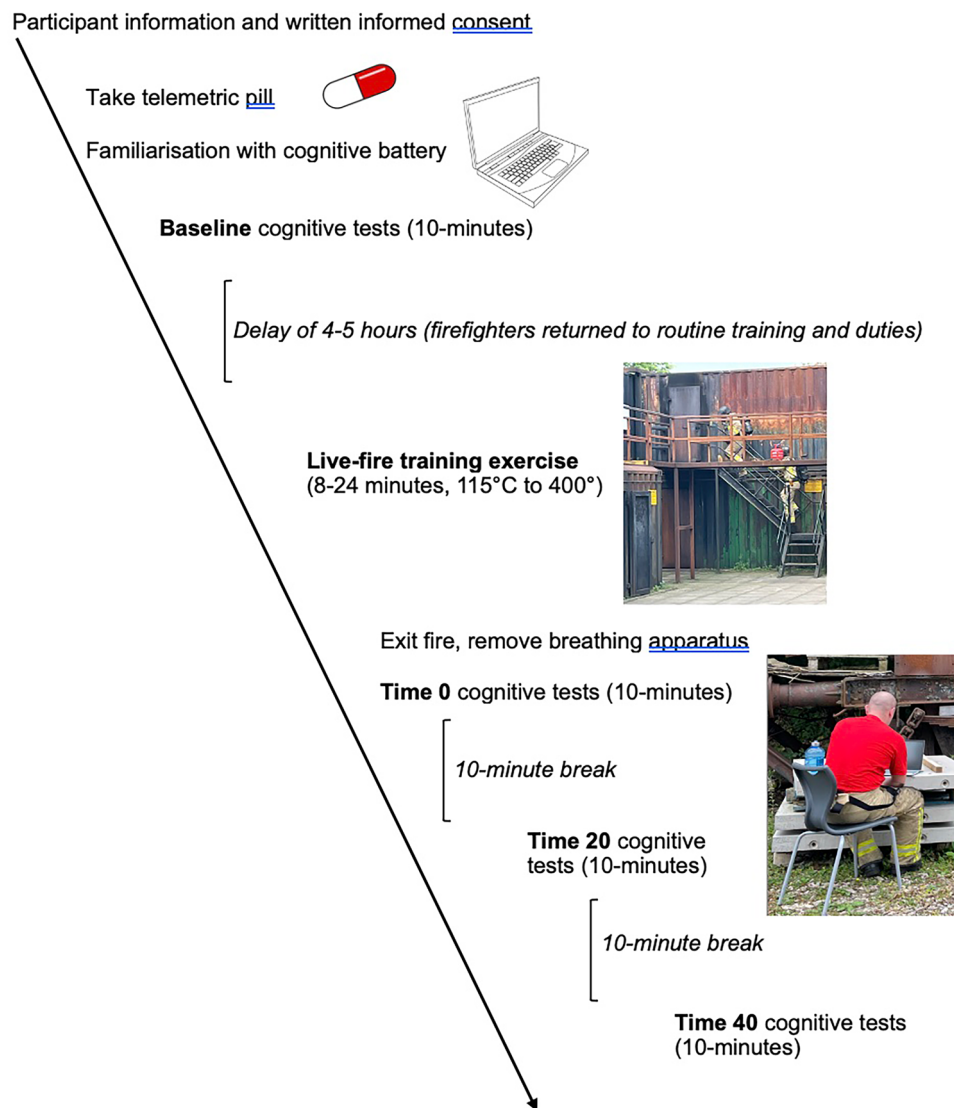 Participant information and written informed consent
Take telemetric pill
Familiarisation with cognitive battery
Baseline cognitive tests (10-minutes)
Delay of 4-5 hours (firefighters returned to routine training and duties)
Live-fire training exercise
(8-24 minutes, 115°C to 400°)
Exit fire, remove breathing apparatus
Time 0 cognitive tests (10-minutes)
10-minute break
Time 20 cognitive
tests (10-minutes)
10-minute break
Time 40 cognitive tests
(10-minutes)